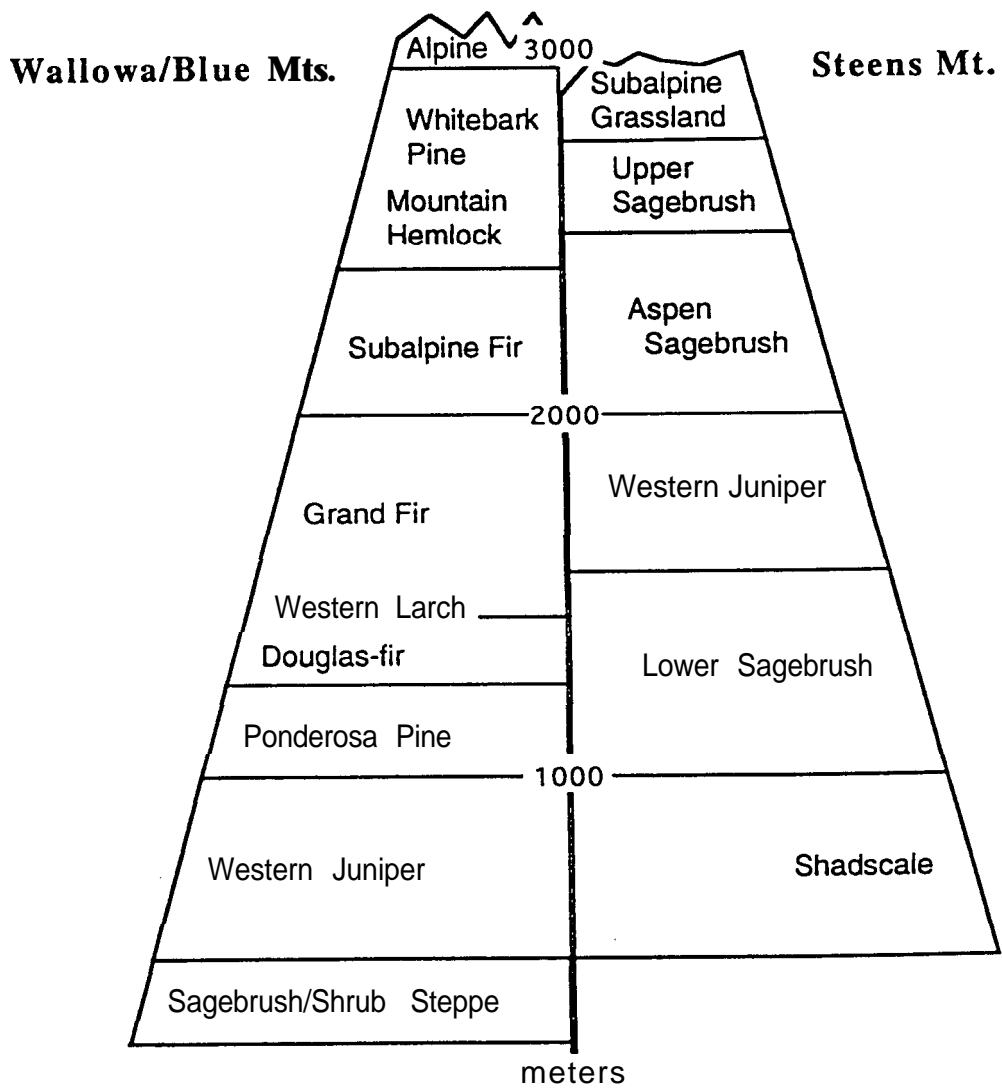 Wallowa/Blue Mts.
Steens Mt.
Alpine
3000
Whitebark
Pine
Mountain
Hemlock
Subalpine Fir
Subalpine
Grassland
Upper
Sagebrush
Aspen
Sagebrush
2000
Grand Fir
Western Larch
Douglas-fir
Ponderosa Pine
Western Juniper
Lower Sagebrush
1000
Western Juniper
Sagebrush/Shrub Steppe
Shadscale
meters